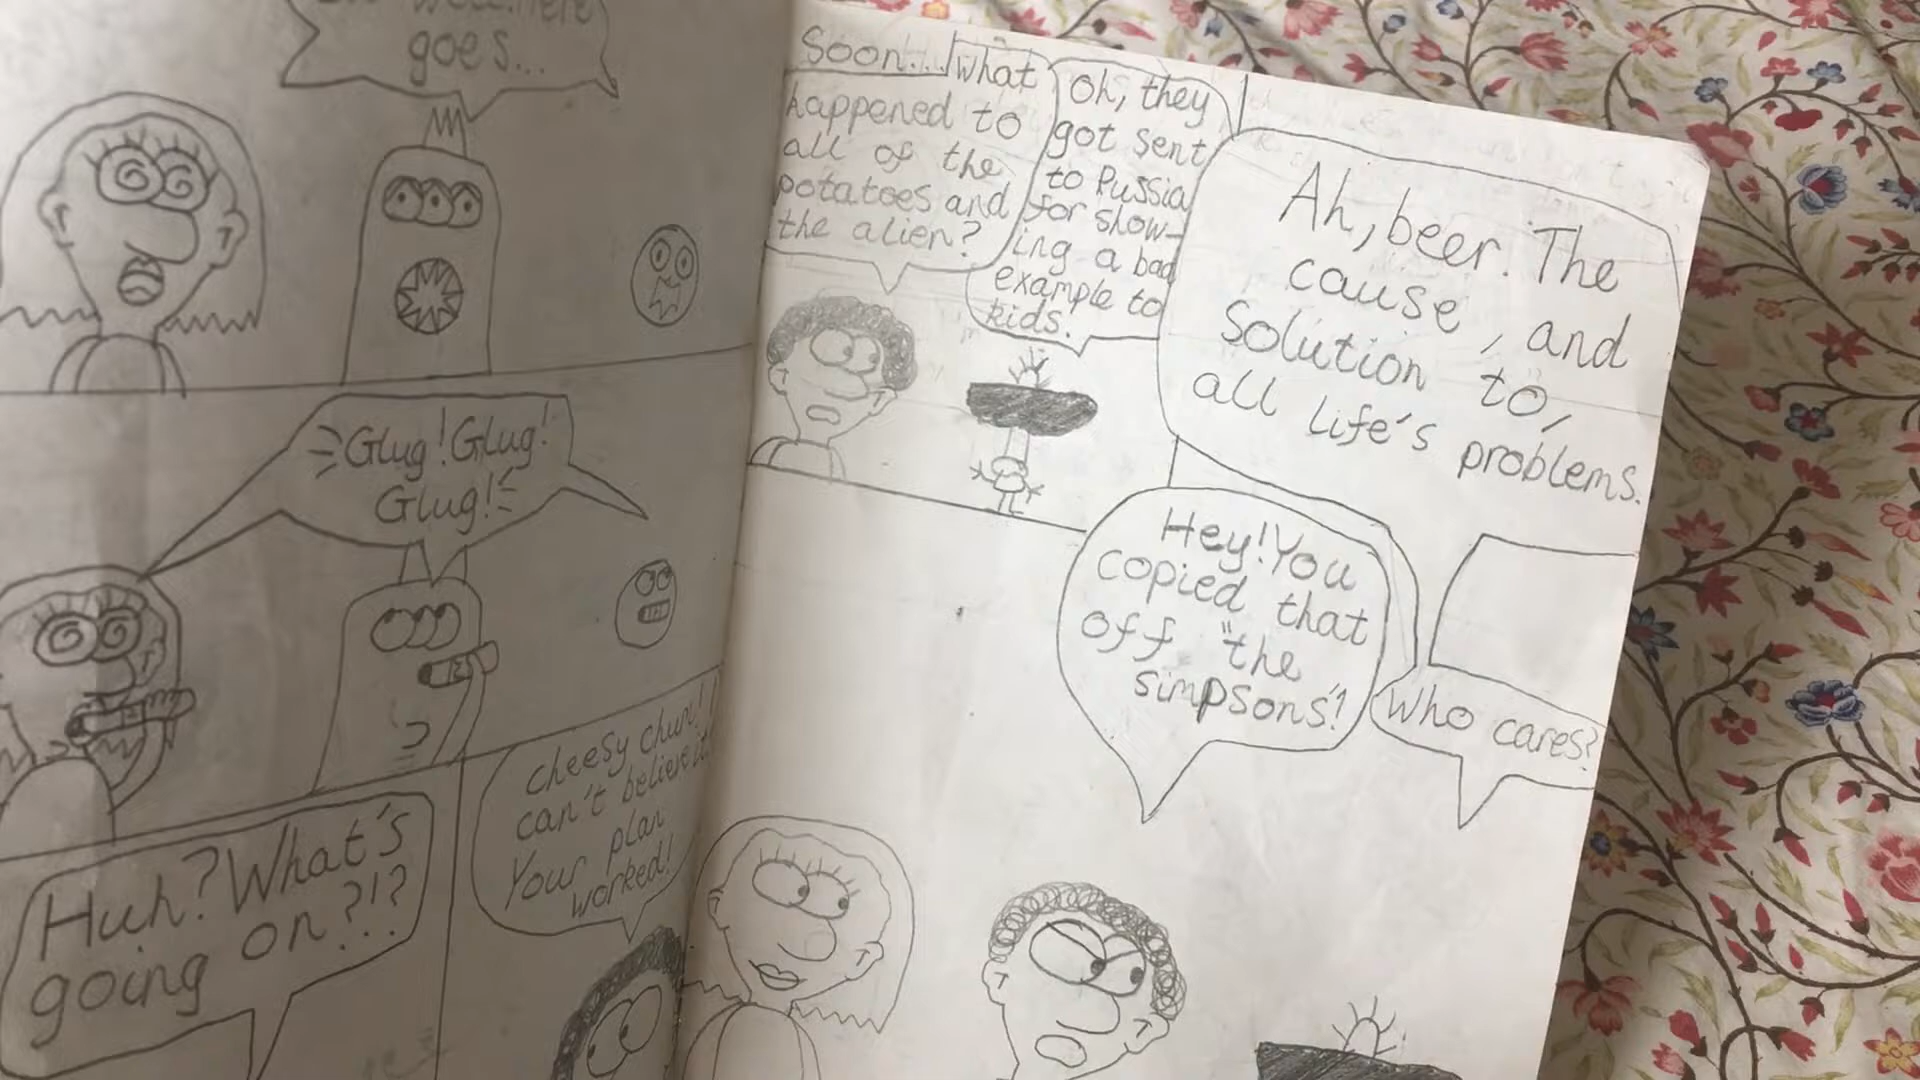 goes...
Glug! Glug!
Glug!
Huh? What's
going on?!?
cheesy chun!
can't believe it!
Your plan
worked!
Soon...
What
happened to
all of the
potatoes and
the alien?
Oh, they
got sent
to Pussia
for show-
ing a bad
example to
kids.
Ah, beer. The
cause, and
solution to,
all life's problems.
Hey! You
copied that
off "the
simpsons"!
Who cares?